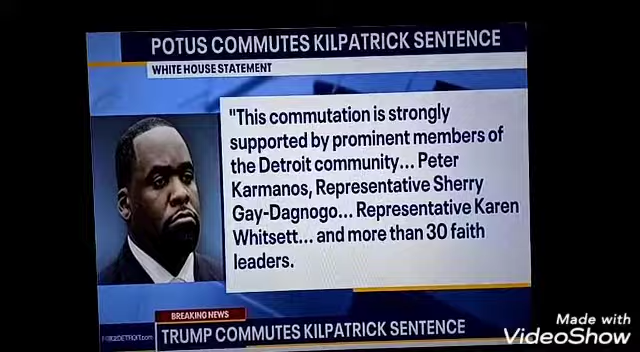 POTUS COMMUTES KILPATRICK SENTENCE
WHITE HOUSE STATEMENT
"This commutation is strongly
supported by prominent members of
the Detroit community... Peter
Karmanos, Representative Sherry
Gay-Dagnogo... Representative Karen
Whitsett... and more than 30 faith
leaders.
BREAKING NEWS
FOX2DETROIT.com
TRUMP COMMUTES KILPATRICK SENTENCE
Made with
VideoShow